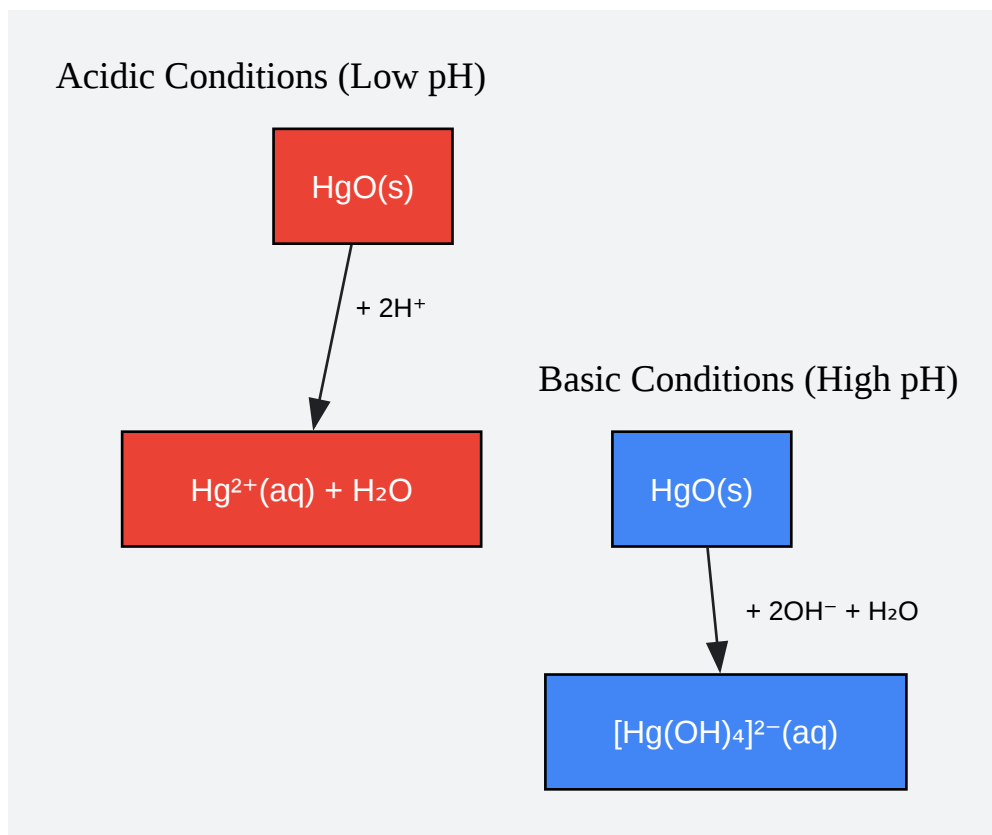 Acidic Conditions (Low pH)
HgO(s)
+ 2H⁺
Hg²⁺(aq) + H₂O
Basic Conditions (High pH)
HgO(s)
+ 2OH⁻ + H₂O
[Hg(OH)₄]²⁻(aq)